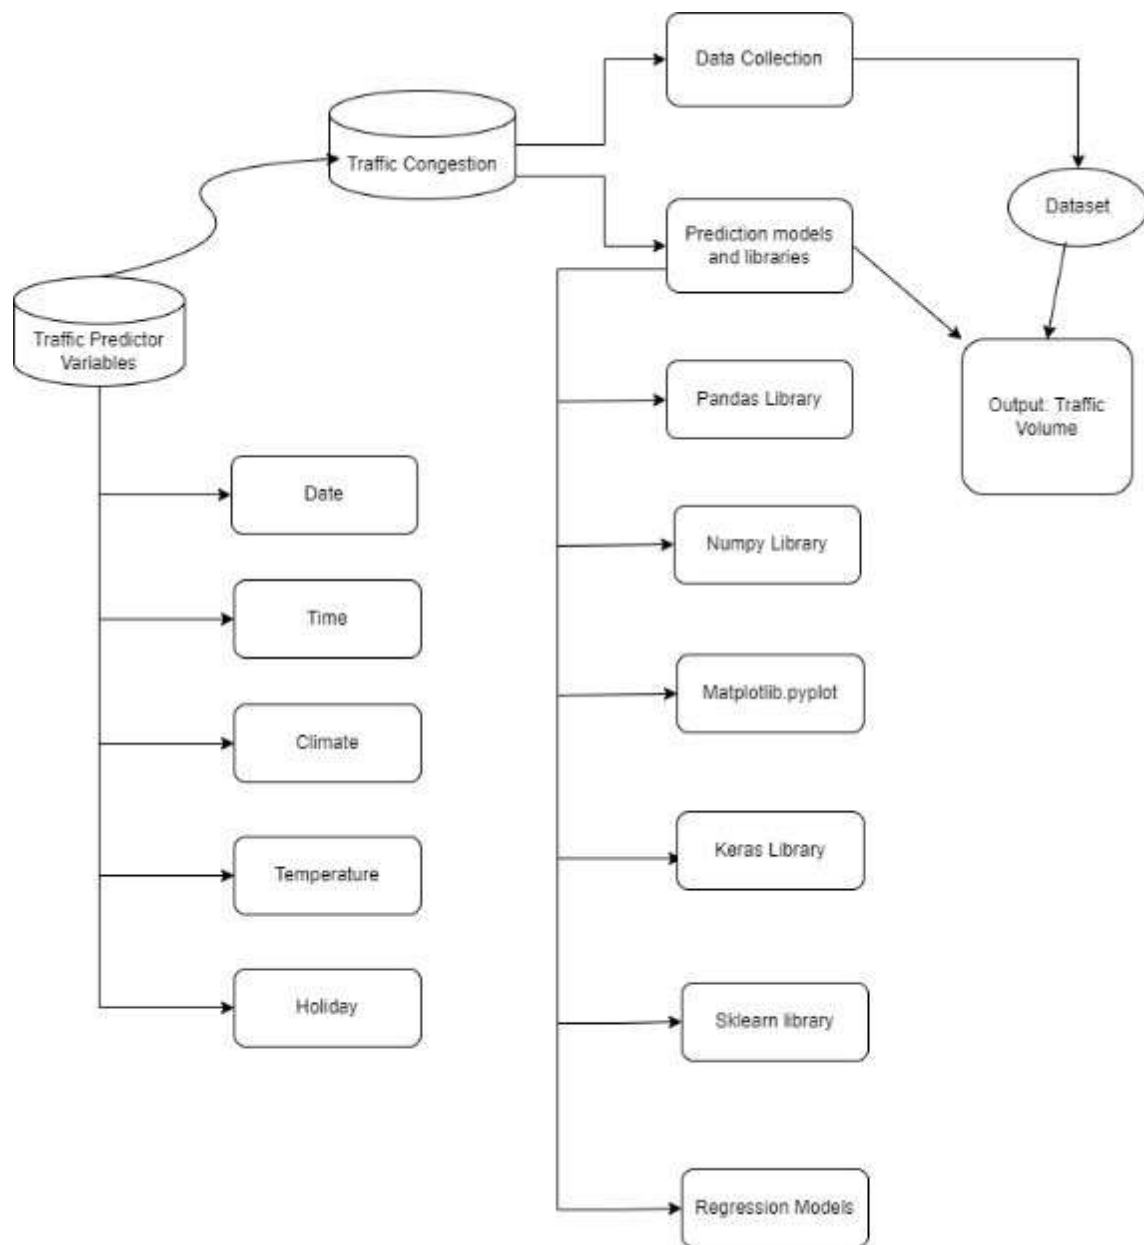 Data Collection
Traffic Congestion
Dataset
Prediction models
and libraries
Traffic Predictor
Variables
Pandas Library
Output: Traffic
Volume
Date
Numpy Library
Time
Matplotlib.pyplot
Climate
Keras Library
Temperature
Holiday
Sklearn library
Regression Models